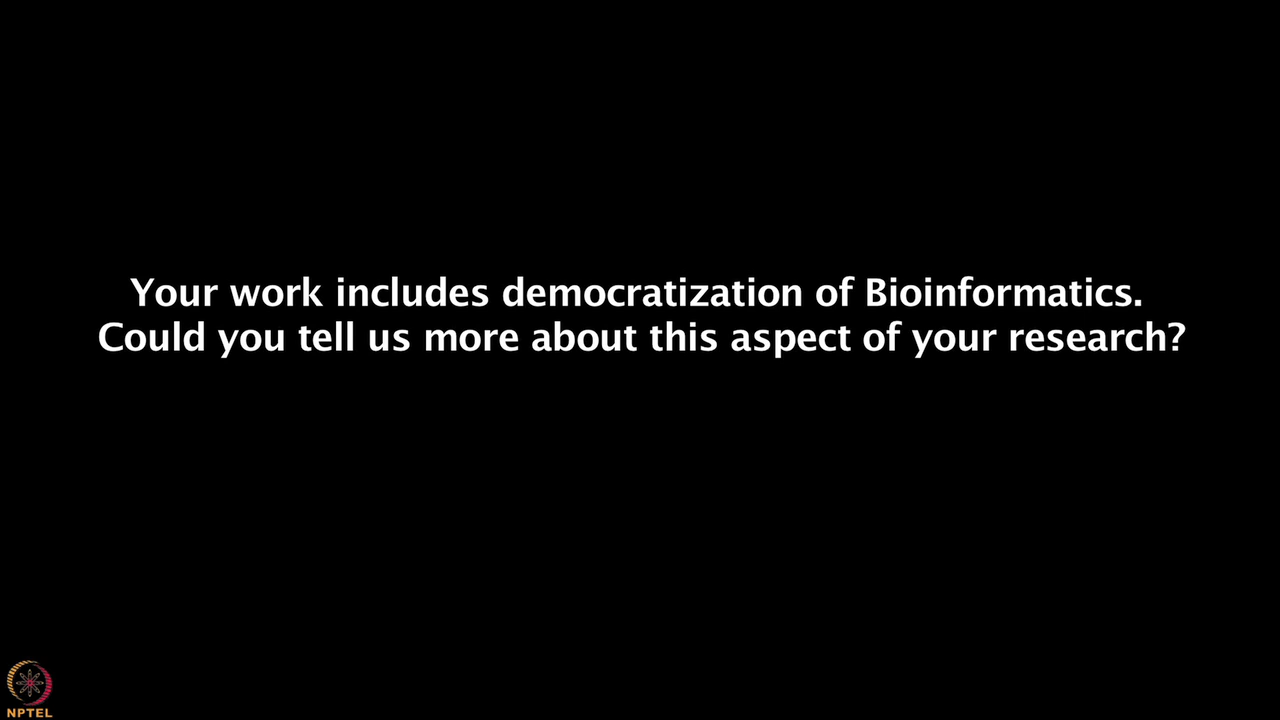 Your work includes democratization of Bioinformatics.
Could you tell us more about this aspect of your research?
NPTEL